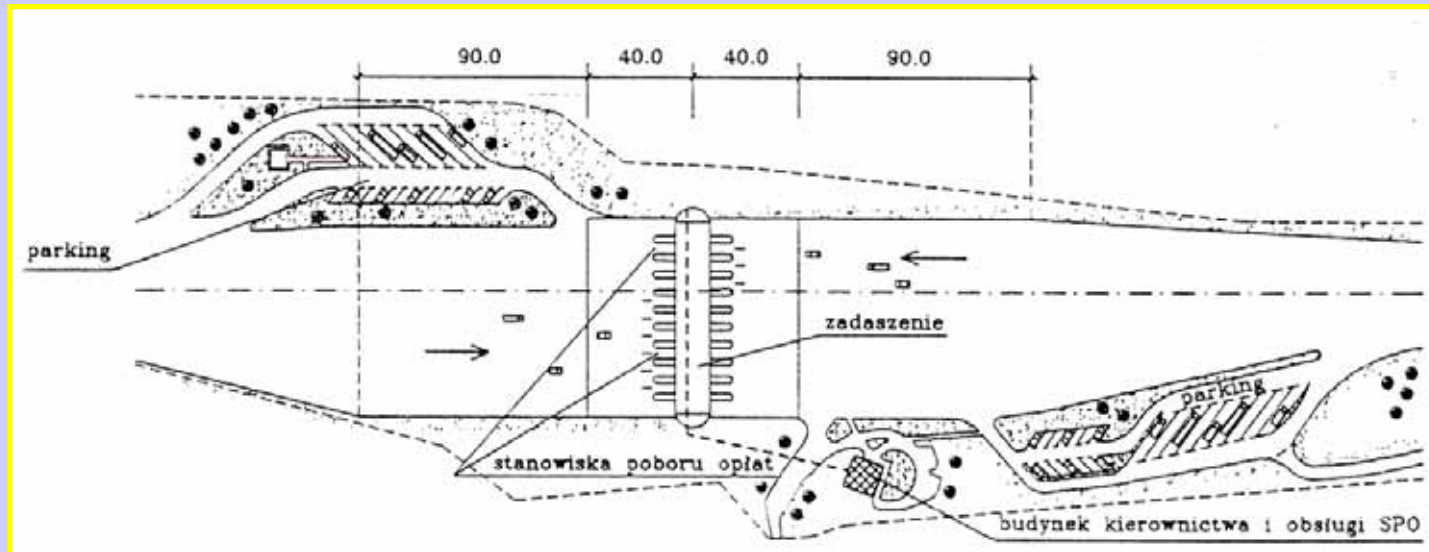 90.0 40.0 40.0 90.0
parking
zadaszenie
parking
stanowiska poboru opłat
budynek kierownictwa i obsługi SPO